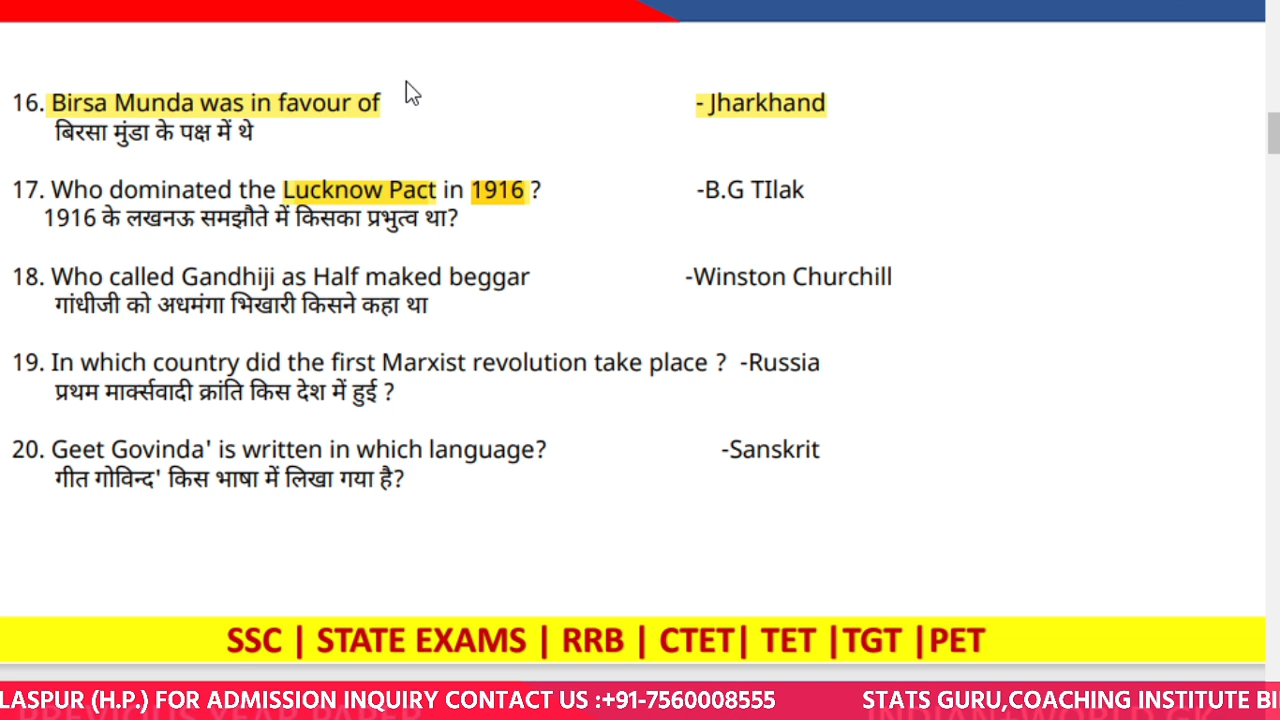 16. Birsa Munda was in favour of - Jharkhand
बिरसा मुंडा के पक्ष में थे
17. Who dominated the Lucknow Pact in 1916 ? -B.G TIlak
1916 के लखनऊ समझौते में किसका प्रभुत्व था?
18. Who called Gandhiji as Half maked beggar -Winston Churchill
गांधीजी को अधमंगा भिखारी किसने कहा था
19. In which country did the first Marxist revolution take place ? -Russia
प्रथम मार्क्सवादी क्रांति किस देश में हुई ?
20. Geet Govinda' is written in which language? -Sanskrit
गीत गोविन्द' किस भाषा में लिखा गया है?
SSC | STATE EXAMS | RRB | CTET| TET |TGT |PET
LASPUR (H.P.) FOR ADMISSION INQUIRY CONTACT US :+91-7560008555 STATS GURU,COACHING INSTITUTE BI